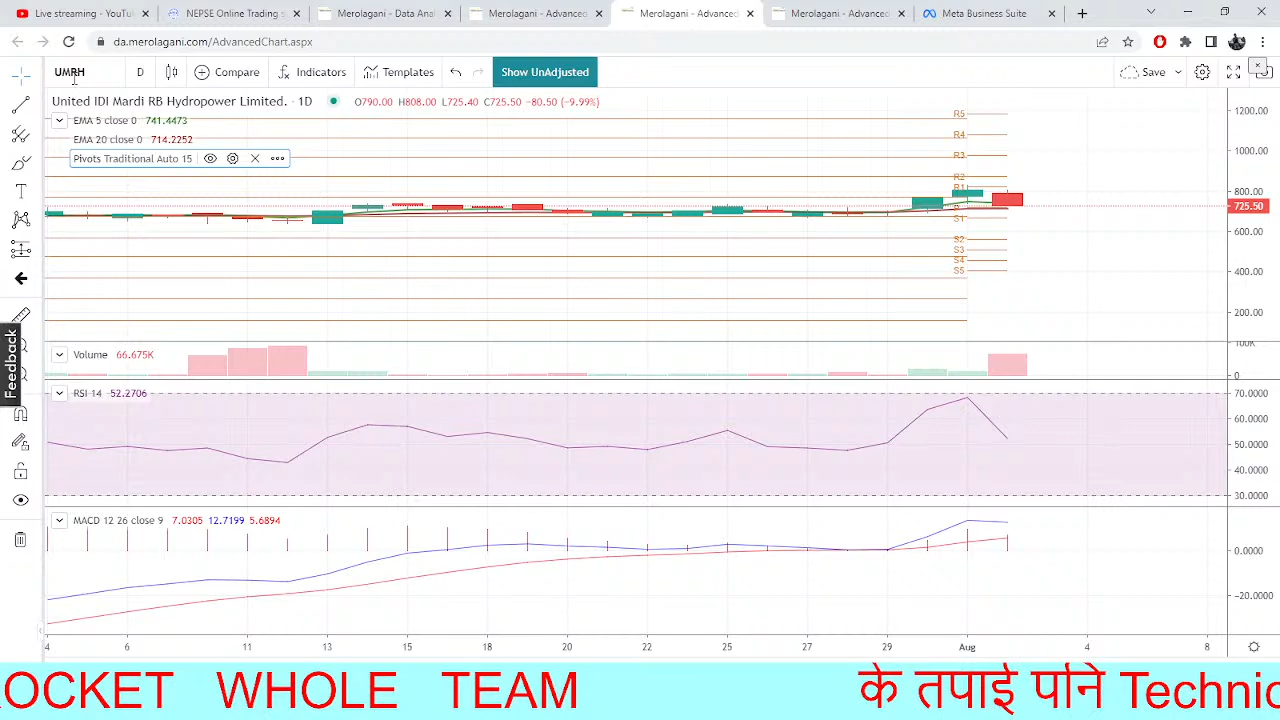 Live streaming - YouTu
NEPSE Online Trading s
Merolagani - Data Anal
Merolagani - Advanced
Merolagani - Advanced
Merolagani - Advanced
Meta Business Suite
da.merolagani.com/AdvancedChart.aspx
UMRH
D
Compare
Indicators
Templates
Show UnAdjusted
Save
United IDI Mardi RB Hydropower Limited. · 1D
O790.00 H808.00 L725.40 C725.50 -80.50 (-9.99%)
EMA 5 close 0 741.4473
EMA 20 close 0 714.2252
Pivots Traditional Auto 15
R5
R4
R3
R2
R1
P
S1
S2
S3
S4
S5
1200.00
1000.00
800.00
725.50
600.00
400.00
200.00
Volume 66.675K
100K
0
RSI 14 52.2706
70.0000
60.0000
50.0000
40.0000
30.0000
MACD 12 26 close 9 7.0305 12.7199 5.6894
0.0000
-20.0000
4 6 11 13 15 18 20 22 25 27 29 Aug 4 8
Feedback
OCKET WHOLE TEAM के तपाई पनि Technic